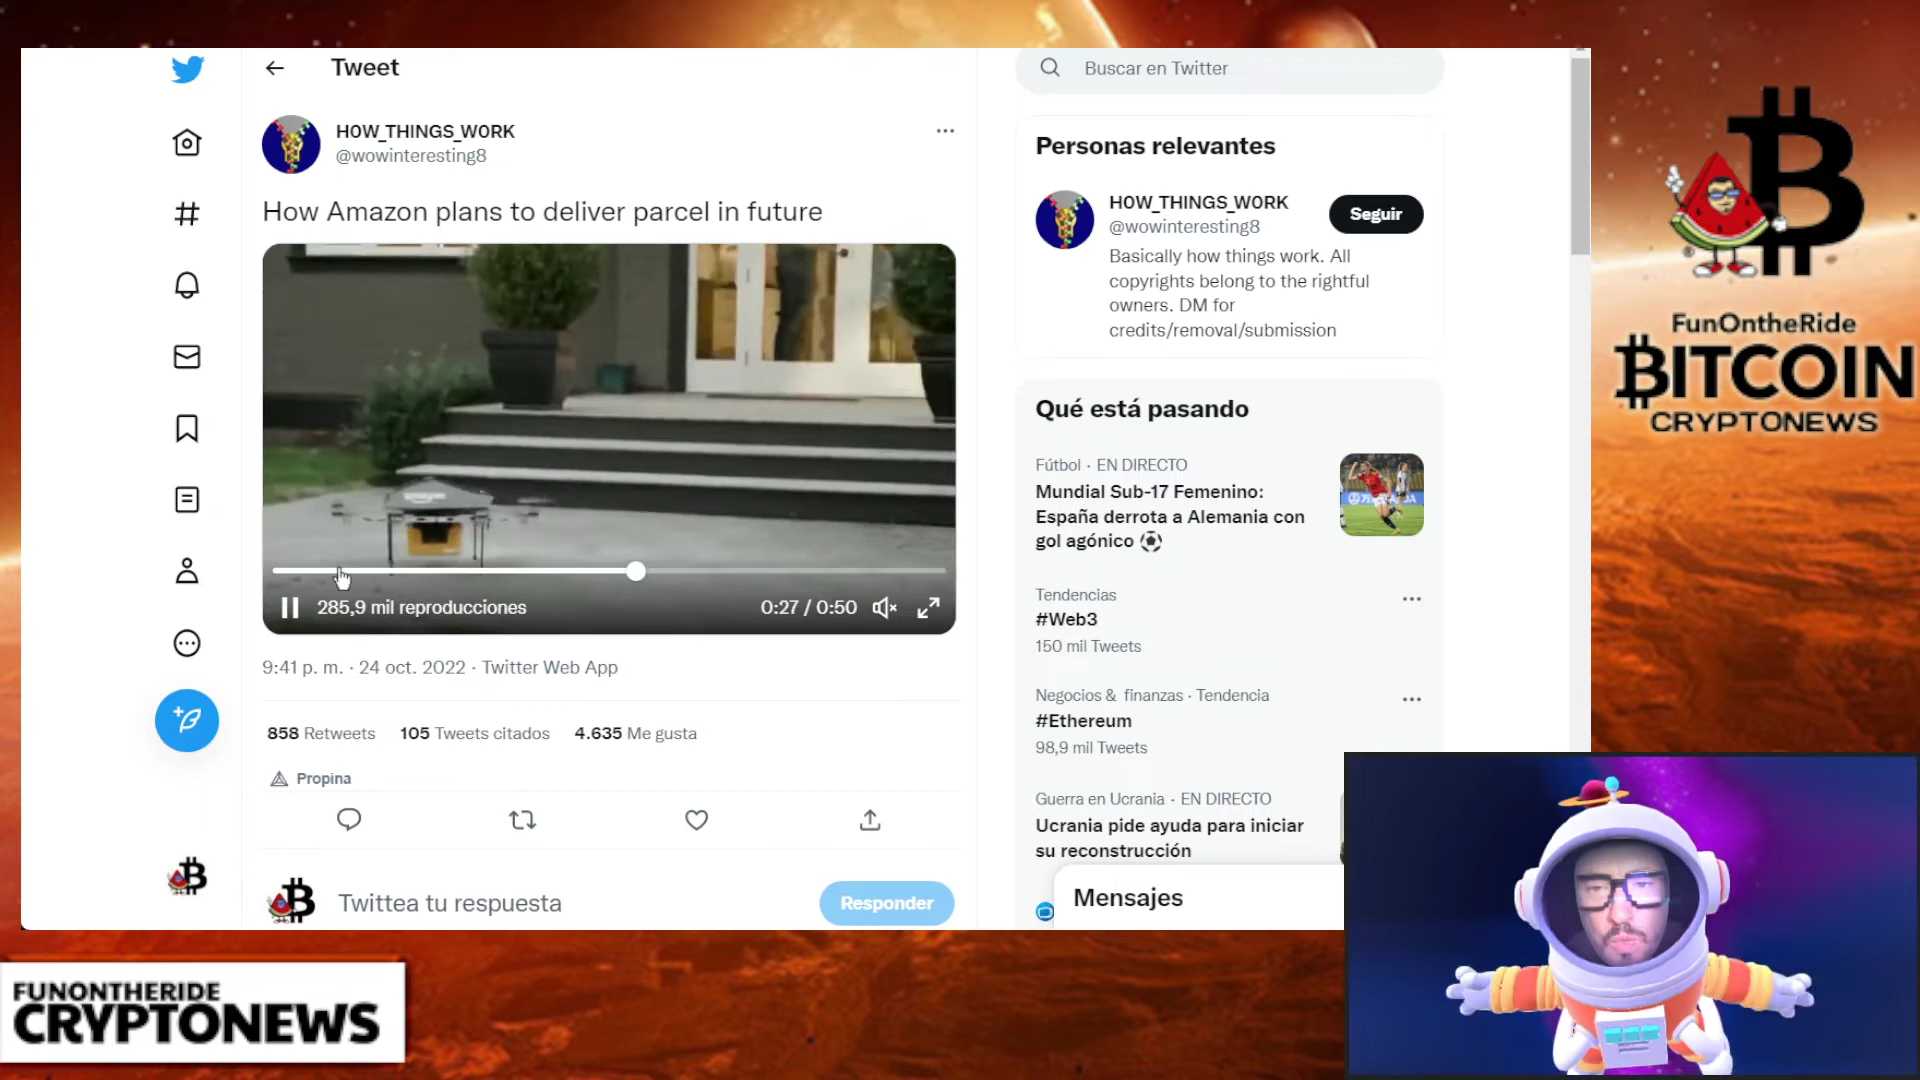 Tweet
HOW_THINGS_WORK
@wowinteresting8
How Amazon plans to deliver parcel in future
285,9 mil reproducciones
0:27 / 0:50
9:41 p. m. · 24 oct. 2022 · Twitter Web App
858 Retweets 105 Tweets citados 4.635 Me gusta
Propina
Twittea tu respuesta
Responder
Buscar en Twitter
Personas relevantes
HOW_THINGS_WORK
@wowinteresting8
Seguir
Basically how things work. All
copyrights belong to the rightful
owners. DM for
credits/removal/submission
Qué está pasando
Fútbol · EN DIRECTO
Mundial Sub-17 Femenino:
España derrota a Alemania con
gol agónico ⚽
Tendencias
#Web3
150 mil Tweets
Negocios & finanzas · Tendencia
#Ethereum
98,9 mil Tweets
Guerra en Ucrania · EN DIRECTO
Ucrania pide ayuda para iniciar
su reconstrucción
Mensajes
FunOntheRide
BITCOIN
CRYPTONEWS
FUNONTHERIDE
CRYPTONEWS